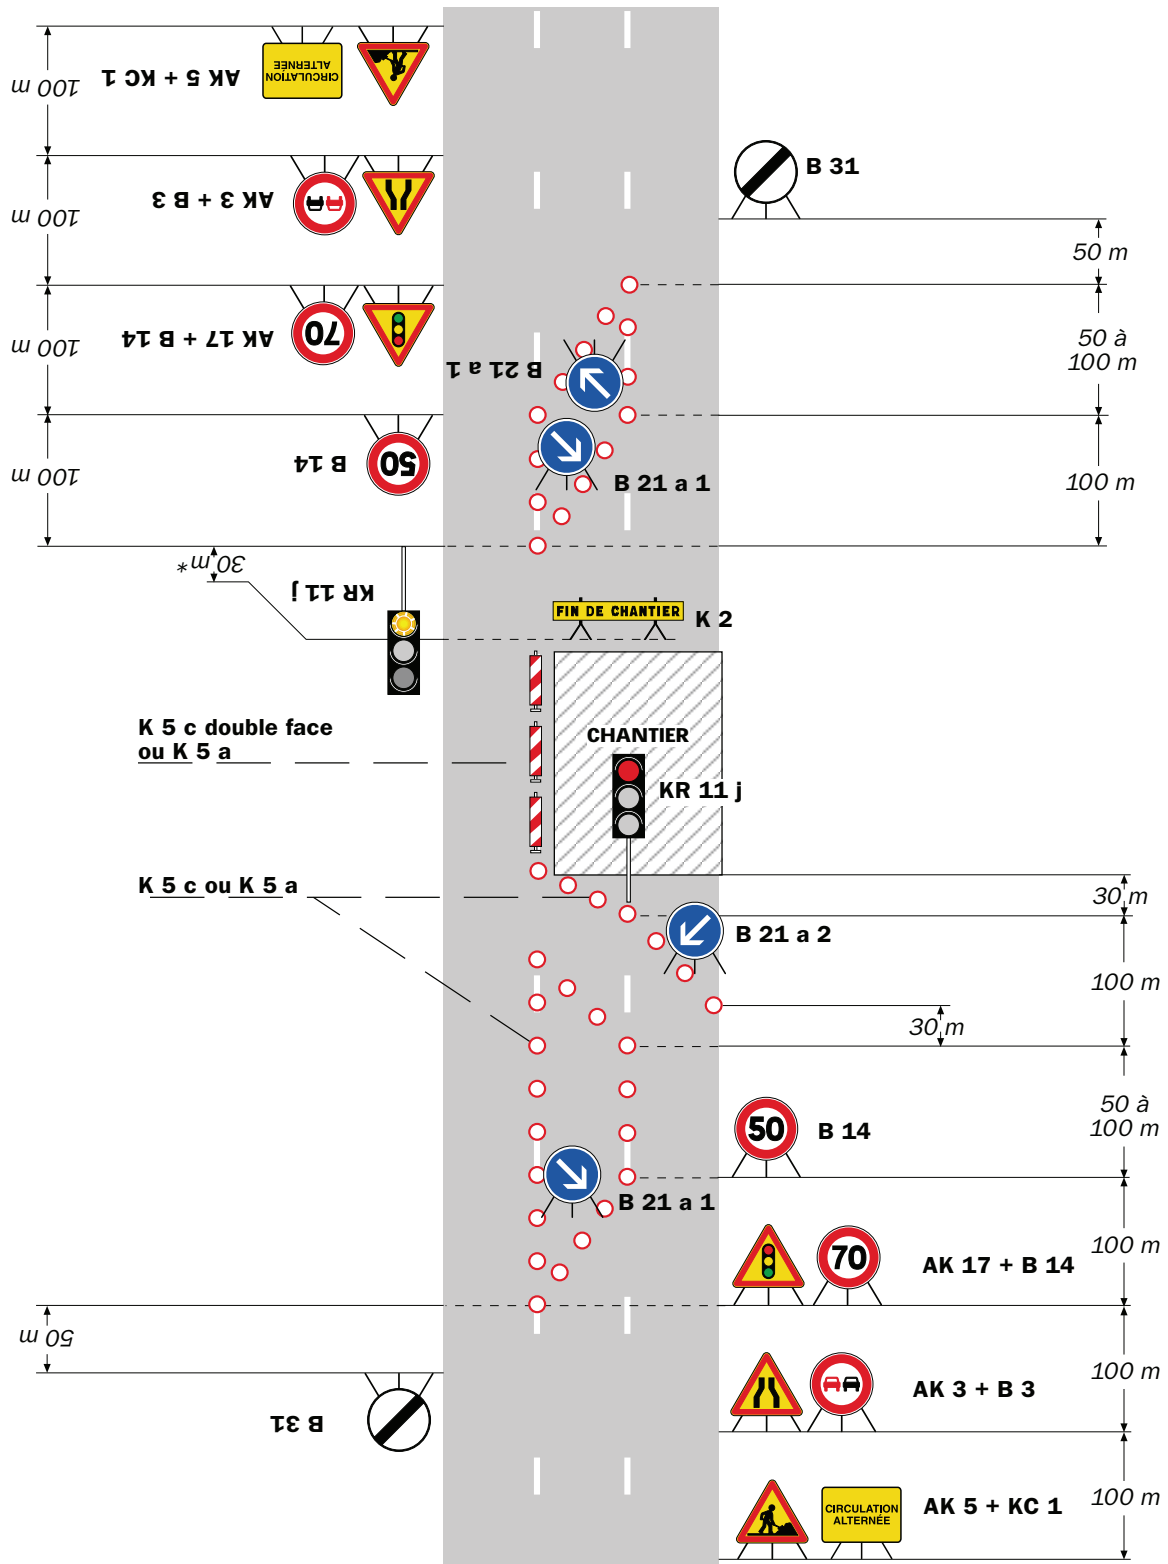 100 m
AK 5 + KC 1
CIRCULATION
ALTERNÉE
100 m
AK 3 + B 3
B 31
50 m
100 m
AK 17 + B 14
70
50 à
100 m
B 21 a 1
100 m
B 14
50
B 21 a 1
100 m
30 m*
KR 11 j
FIN DE CHANTIER
K 2
K 5 c double face
ou K 5 a
CHANTIER
KR 11 j
K 5 c ou K 5 a
30 m
B 21 a 2
100 m
30 m
50 à
100 m
50
B 14
B 21 a 1
70
AK 17 + B 14
100 m
50 m
AK 3 + B 3
100 m
B 31
CIRCULATION
ALTERNÉE
AK 5 + KC 1
100 m